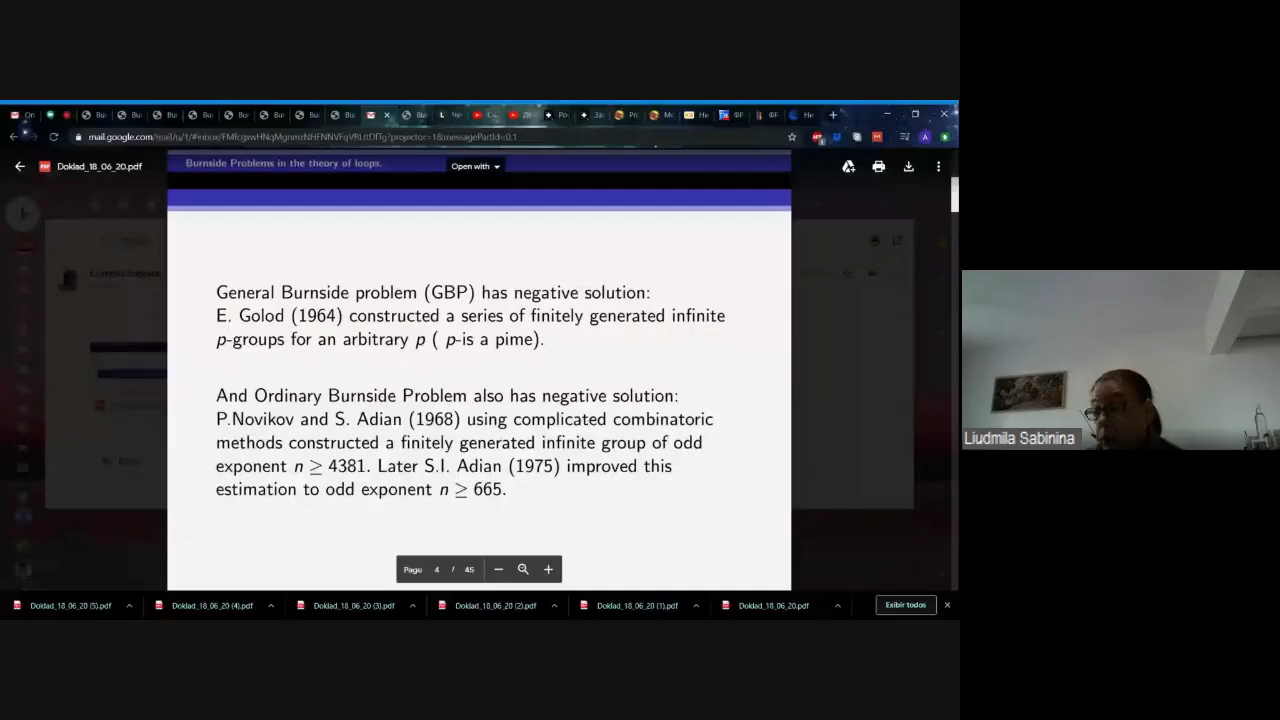 mail.google.com
Doklad_18_06_20.pdf
Burnside Problems in the theory of loops.
Open with
General Burnside problem (GBP) has negative solution:
E. Golod (1964) constructed a series of finitely generated infinite
p-groups for an arbitrary p ( p-is a pime).
And Ordinary Burnside Problem also has negative solution:
P.Novikov and S. Adian (1968) using complicated combinatoric
methods constructed a finitely generated infinite group of odd
exponent n ≥ 4381. Later S.I. Adian (1975) improved this
estimation to odd exponent n ≥ 665.
Page 4 / 45
Doklad_18_06_20 (5).pdf
Doklad_18_06_20 (4).pdf
Doklad_18_06_20 (3).pdf
Doklad_18_06_20 (2).pdf
Doklad_18_06_20 (1).pdf
Doklad_18_06_20.pdf
Exibir todos
Liudmila Sabinina